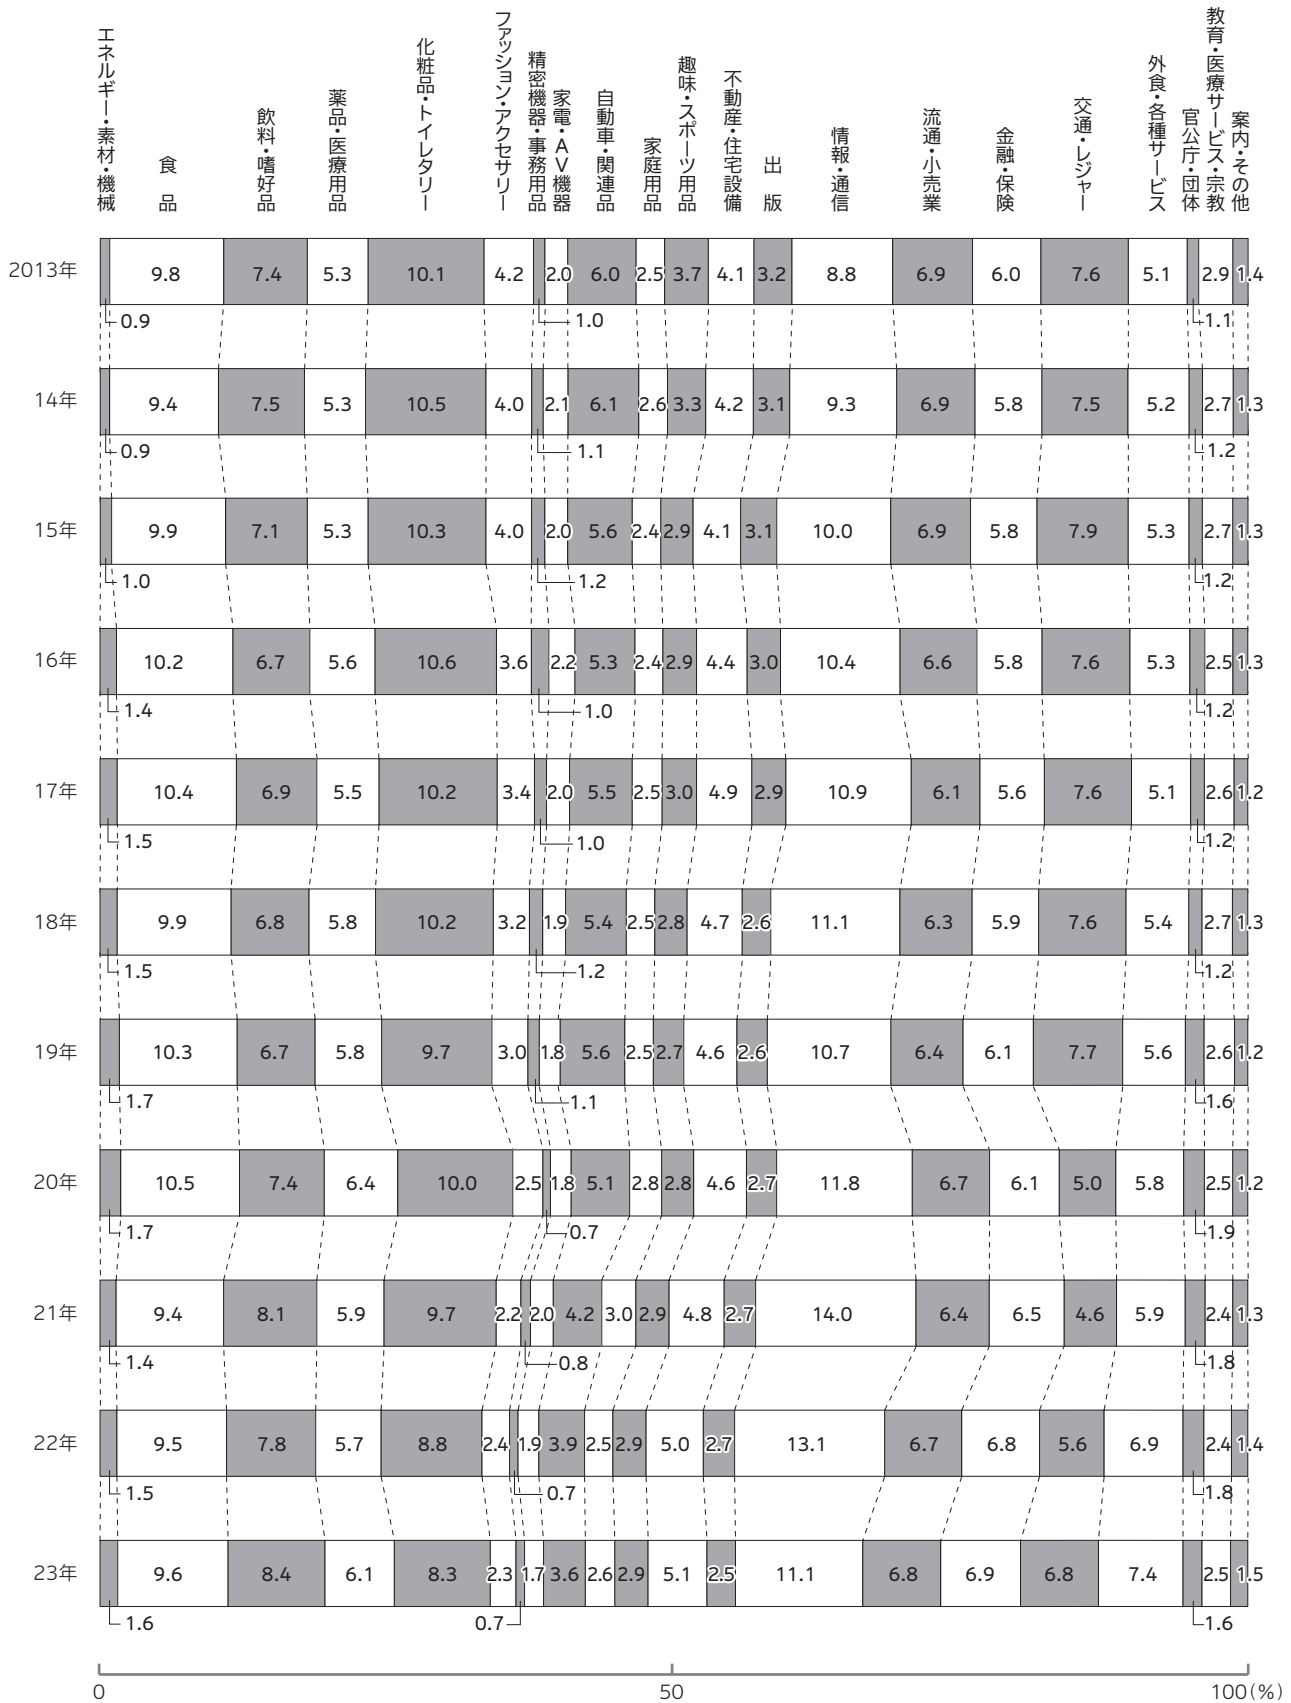 エネルギー・素材・機械
食品
飲料・嗜好品
薬品・医療用品
化粧品・トイレタリー
ファッション・アクセサリー
精密機器・事務用品
家電・AV機器
自動車・関連品
家庭用品
趣味・スポーツ用品
不動産・住宅設備
出版
情報・通信
流通・小売業
金融・保険
交通・レジャー
外食・各種サービス
官公庁・団体
教育・医療サービス・宗教
案内・その他
2013年 9.8 7.4 5.3 10.1 4.2 2.0 6.0 2.5 3.7 4.1 3.2 8.8 6.9 6.0 7.6 5.1 2.9 1.4
0.9 1.0 1.1
14年 9.4 7.5 5.3 10.5 4.0 2.1 6.1 2.6 3.3 4.2 3.1 9.3 6.9 5.8 7.5 5.2 2.7 1.3
0.9 1.1 1.2
15年 9.9 7.1 5.3 10.3 4.0 2.0 5.6 2.4 2.9 4.1 3.1 10.0 6.9 5.8 7.9 5.3 2.7 1.3
1.0 1.2 1.2
16年 10.2 6.7 5.6 10.6 3.6 2.2 5.3 2.4 2.9 4.4 3.0 10.4 6.6 5.8 7.6 5.3 2.5 1.3
1.4 1.0 1.2
17年 10.4 6.9 5.5 10.2 3.4 2.0 5.5 2.5 3.0 4.9 2.9 10.9 6.1 5.6 7.6 5.1 2.6 1.2
1.5 1.0 1.2
18年 9.9 6.8 5.8 10.2 3.2 1.9 5.4 2.5 2.8 4.7 2.6 11.1 6.3 5.9 7.6 5.4 2.7 1.3
1.5 1.2 1.2
19年 10.3 6.7 5.8 9.7 3.0 1.8 5.6 2.5 2.7 4.6 2.6 10.7 6.4 6.1 7.7 5.6 2.6 1.2
1.7 1.1 1.6
20年 10.5 7.4 6.4 10.0 2.5 1.8 5.1 2.8 2.8 4.6 2.7 11.8 6.7 6.1 5.0 5.8 2.5 1.2
1.7 0.7 1.9
21年 9.4 8.1 5.9 9.7 2.2 2.0 4.2 3.0 2.9 4.8 2.7 14.0 6.4 6.5 4.6 5.9 2.4 1.3
1.4 0.8 1.8
22年 9.5 7.8 5.7 8.8 2.4 1.9 3.9 2.5 2.9 5.0 2.7 13.1 6.7 6.8 5.6 6.9 2.4 1.4
1.5 0.7 1.8
23年 9.6 8.4 6.1 8.3 2.3 1.7 3.6 2.6 2.9 5.1 2.5 11.1 6.8 6.9 6.8 7.4 2.5 1.5
1.6 0.7 1.6
0 50 100(%)